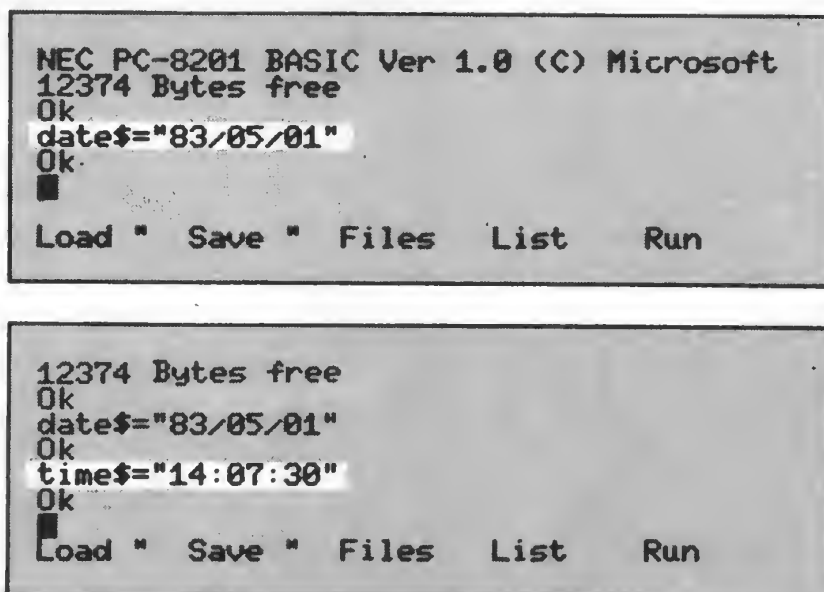 NEC PC-8201 BASIC Ver 1.0 (C) Microsoft
12374 Bytes free
Ok
date$="83/05/01"
Ok
Load " Save " Files List Run
12374 Bytes free
Ok
date$="83/05/01"
Ok
time$="14:07:30"
Ok
Load " Save " Files List Run